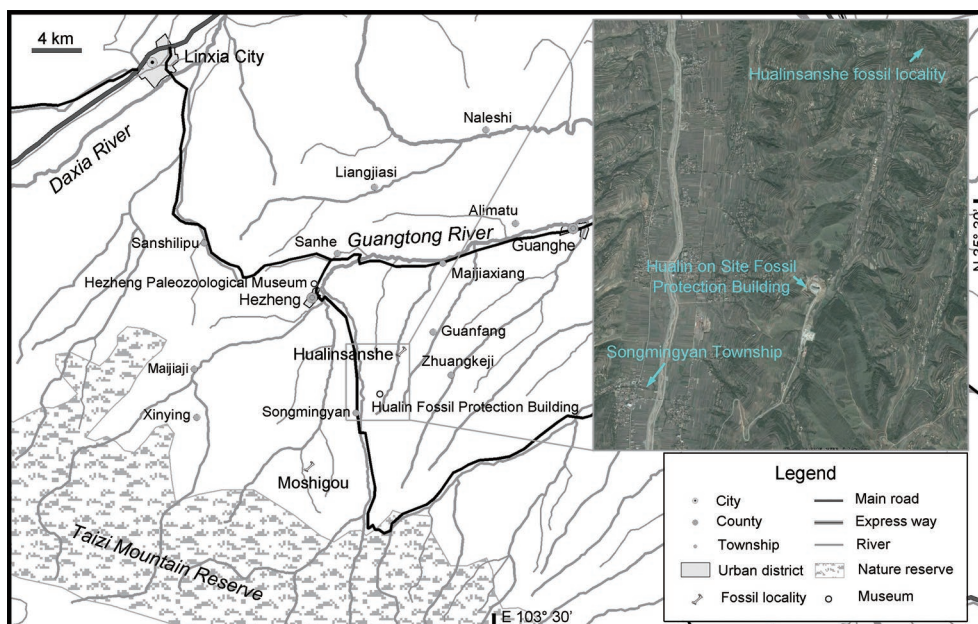 4 km
Linxia City
Daxia River
Naleshi
Liangjiasi
Alimatu
Sanshilipu
Sanhe
Guangtong River
Guanghe
Maijiaxiang
Hezheng Paleozoological Museum
Hezheng
Guanfang
Hualinsanshe
Zhuangkeji
Maijiaji
Xinying
Songmingyan
Hualin Fossil Protection Building
Moshigou
Taizi Mountain Reserve
E 103° 30'
N 35° 30'
Hualinsanshe fossil locality
Hualin on Site Fossil
Protection Building
Songmingyan Township
Legend
City
County
Township
Urban district
Fossil locality
Main road
Express way
River
Nature reserve
Museum